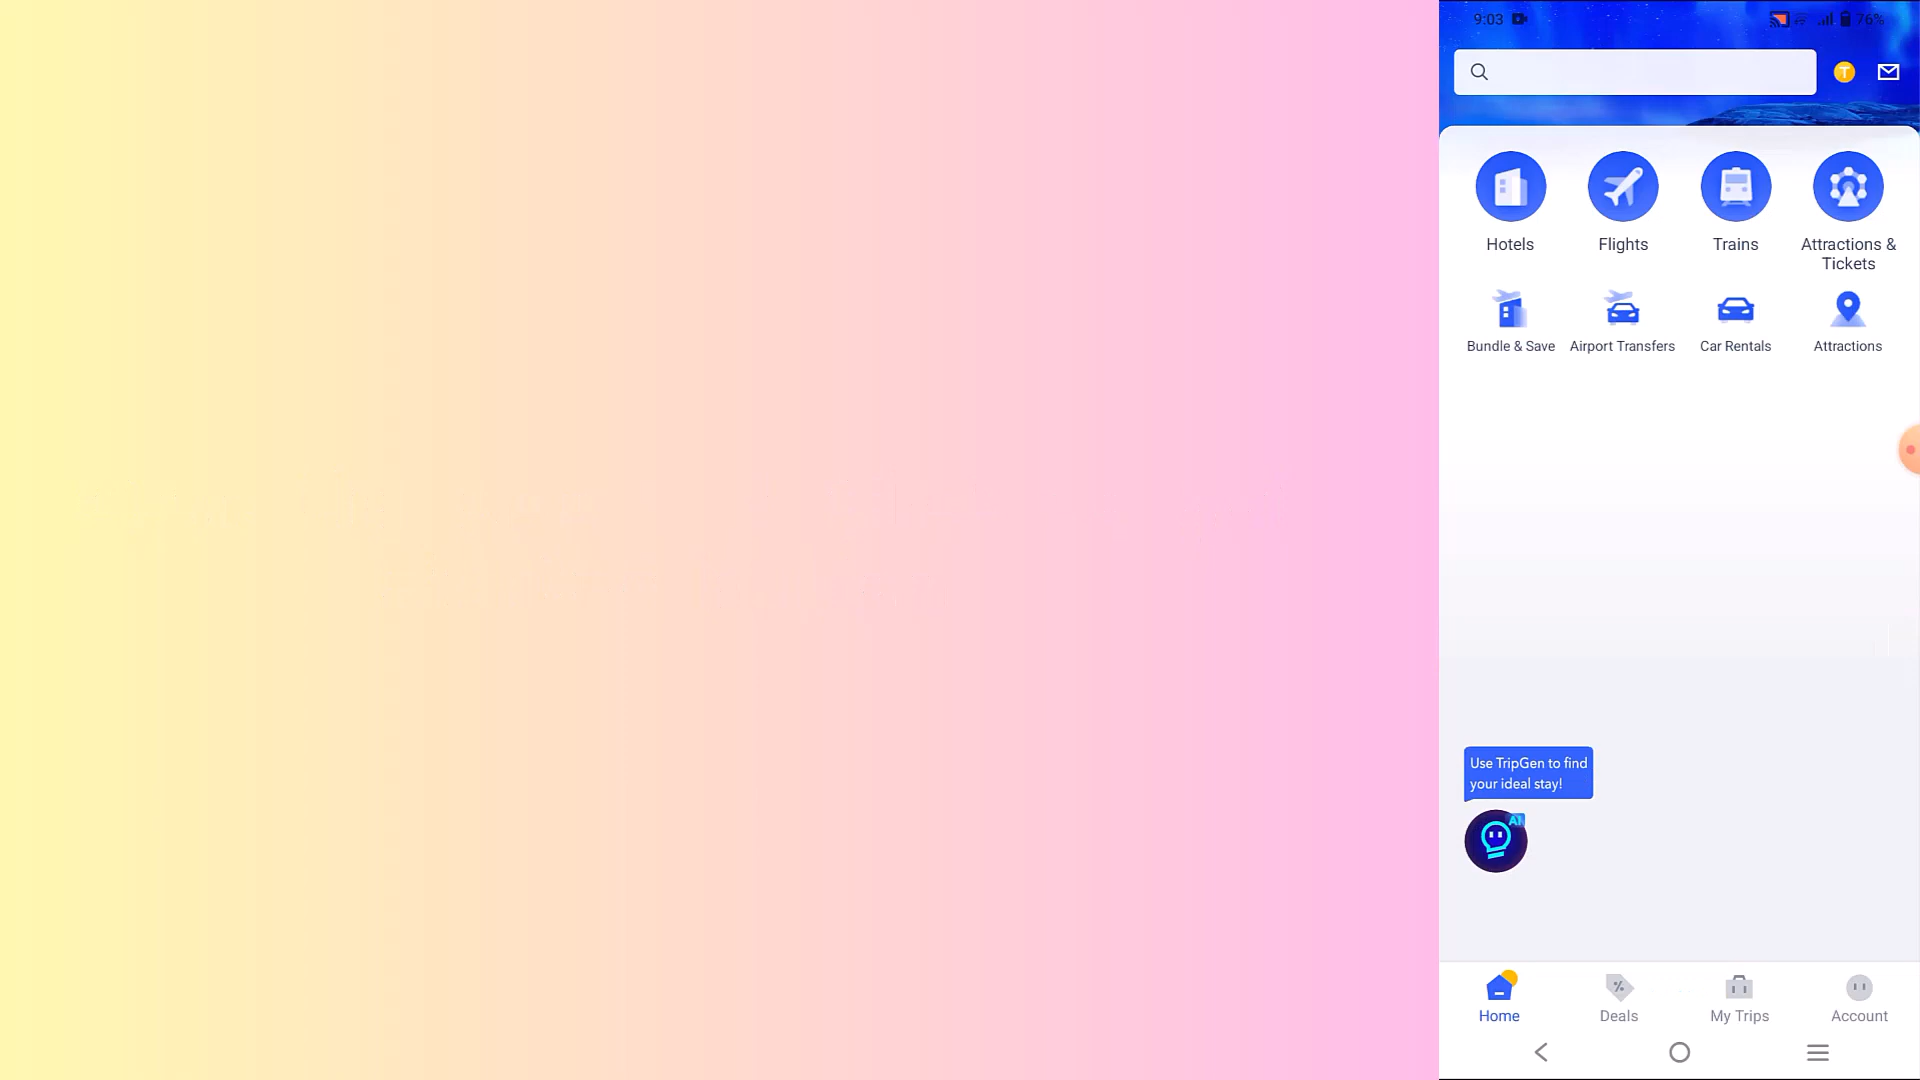 9:03
76%
T
Hotels
Flights
Trains
Attractions &
Tickets
Bundle & Save
Airport Transfers
Car Rentals
Attractions
Use TripGen to find
your ideal stay!
AI
Home
Deals
My Trips
Account